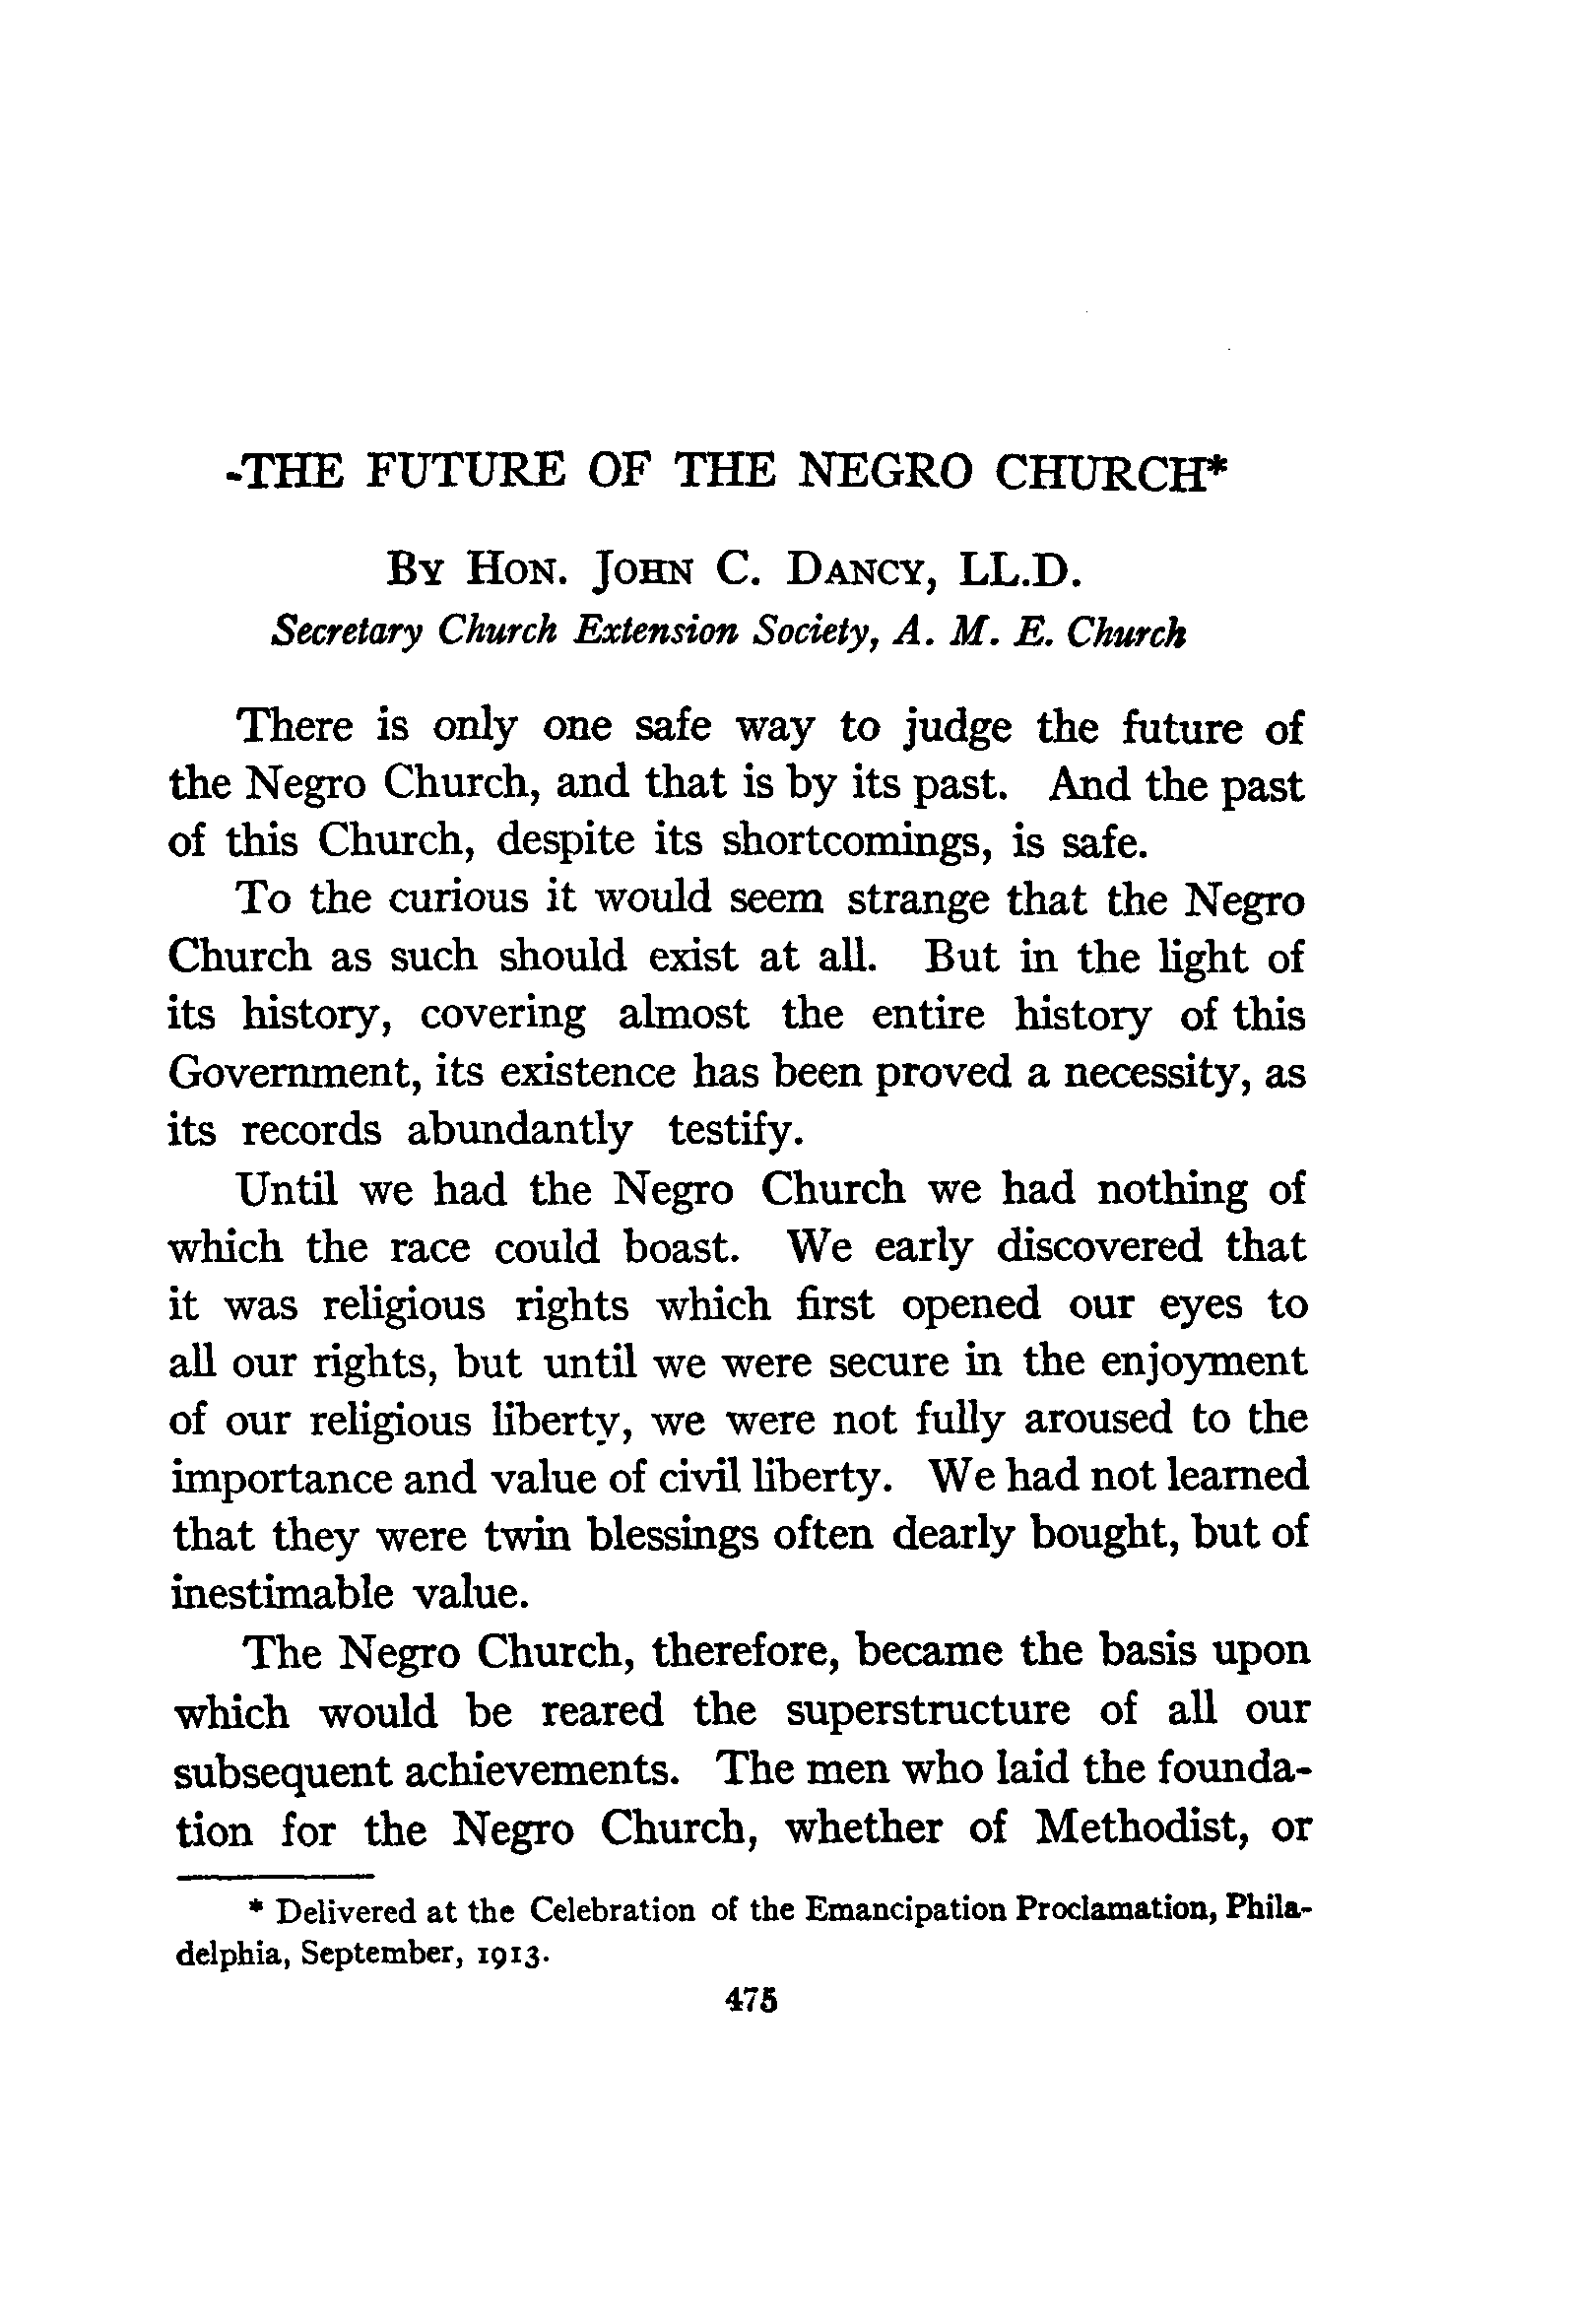 -THE FUTURE OF THE NEGRO CHURCH*
By Hon. John C. Dancy, LL.D.
Secretary Church Extension Society, A. M. E. Church
There is only one safe way to judge the future of
the Negro Church, and that is by its past. And the past
of this Church, despite its shortcomings, is safe.
To the curious it would seem strange that the Negro
Church as such should exist at all. But in the light of
its history, covering almost the entire history of this
Government, its existence has been proved a necessity, as
its records abundantly testify.
Until we had the Negro Church we had nothing of
which the race could boast. We early discovered that
it was religious rights which first opened our eyes to
all our rights, but until we were secure in the enjoyment
of our religious liberty, we were not fully aroused to the
importance and value of civil liberty. We had not learned
that they were twin blessings often dearly bought, but of
inestimable value.
The Negro Church, therefore, became the basis upon
which would be reared the superstructure of all our
subsequent achievements. The men who laid the founda-
tion for the Negro Church, whether of Methodist, or
* Delivered at the Celebration of the Emancipation Proclamation, Phila-
delphia, September, 1913.
475